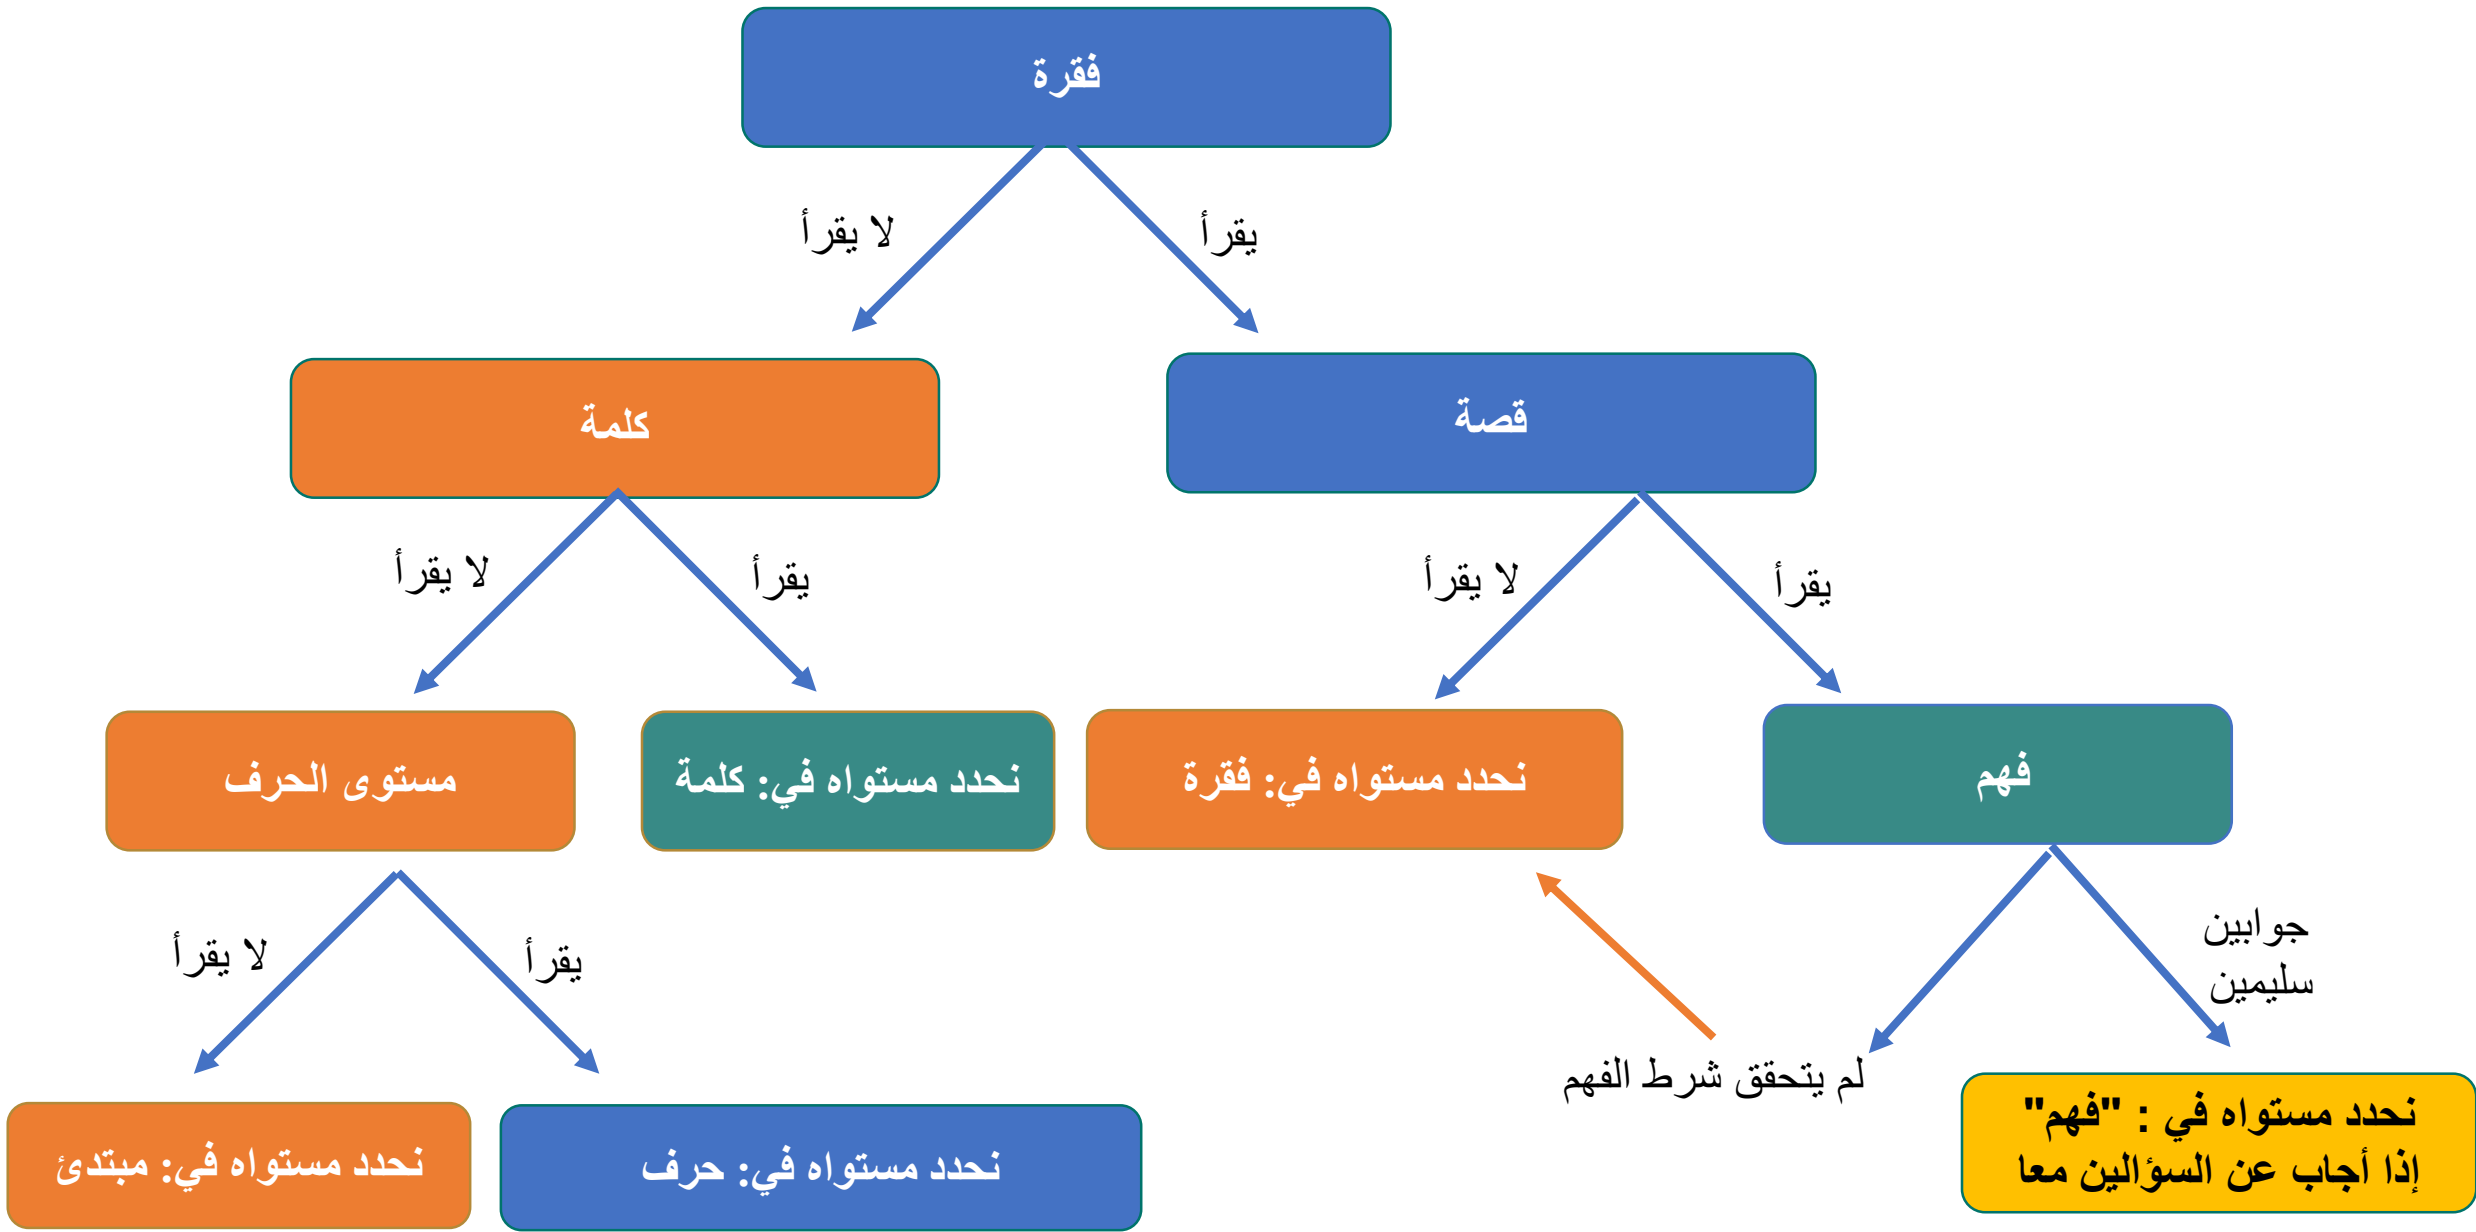 فقرة
يقرأ
لا يقرأ
قصة
كلمة
يقرأ
لا يقرأ
يقرأ
لا يقرأ
فهم
نحدد مستواه في: فقرة
نحدد مستواه في: كلمة
مستوى الحرف
جوابين
سليمين
يقرأ
لا يقرأ
لم يتحقق شرط الفهم
نحدد مستواه في : "فهم"
إذا أجاب عن السؤالين معا
نحدد مستواه في: حرف
نحدد مستواه في: مبتدئ